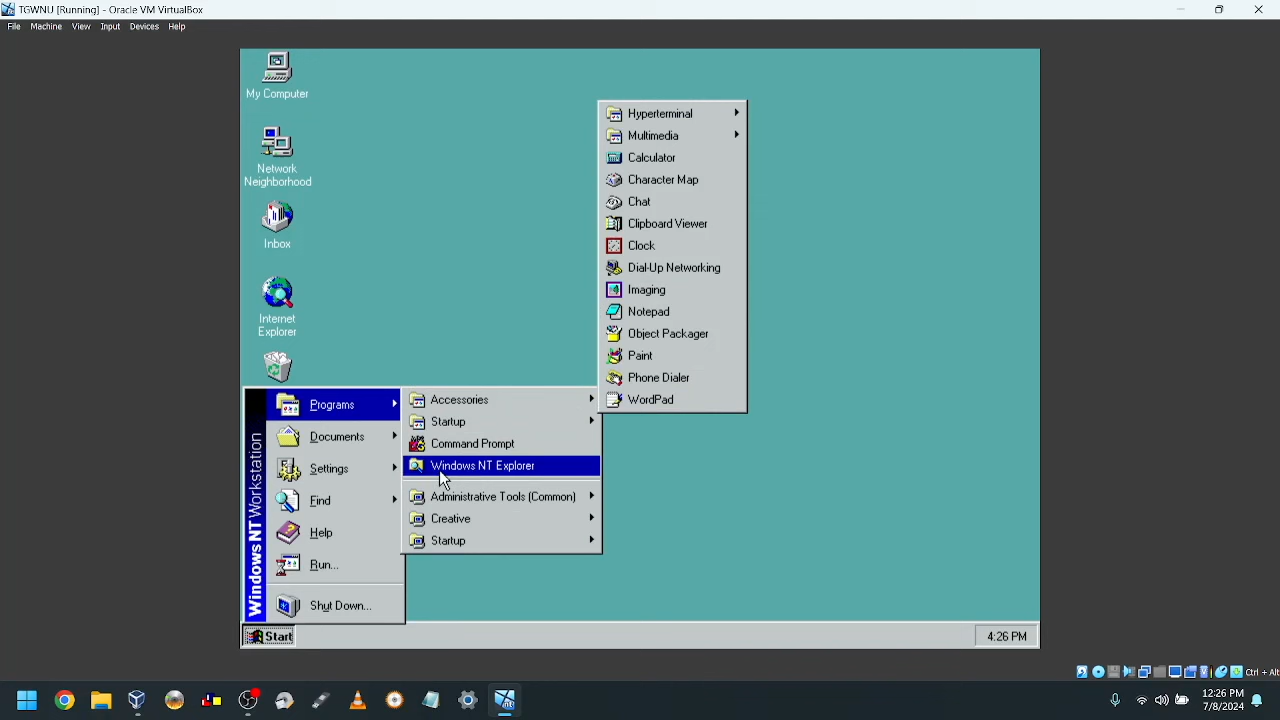 TGWNU [Running] - Oracle VM VirtualBox
File Machine View Input Devices Help
My Computer
Network
Neighborhood
Inbox
Internet
Explorer
Hyperterminal
Multimedia
Calculator
Character Map
Chat
Clipboard Viewer
Clock
Dial-Up Networking
Imaging
Notepad
Object Packager
Paint
Phone Dialer
WordPad
Accessories
Startup
Command Prompt
Windows NT Explorer
Administrative Tools (Common)
Creative
Startup
Windows NT Workstation
Programs
Documents
Settings
Find
Help
Run...
Shut Down...
Start
4:26 PM
Ctrl + Alt
12:26 PM
7/8/2024